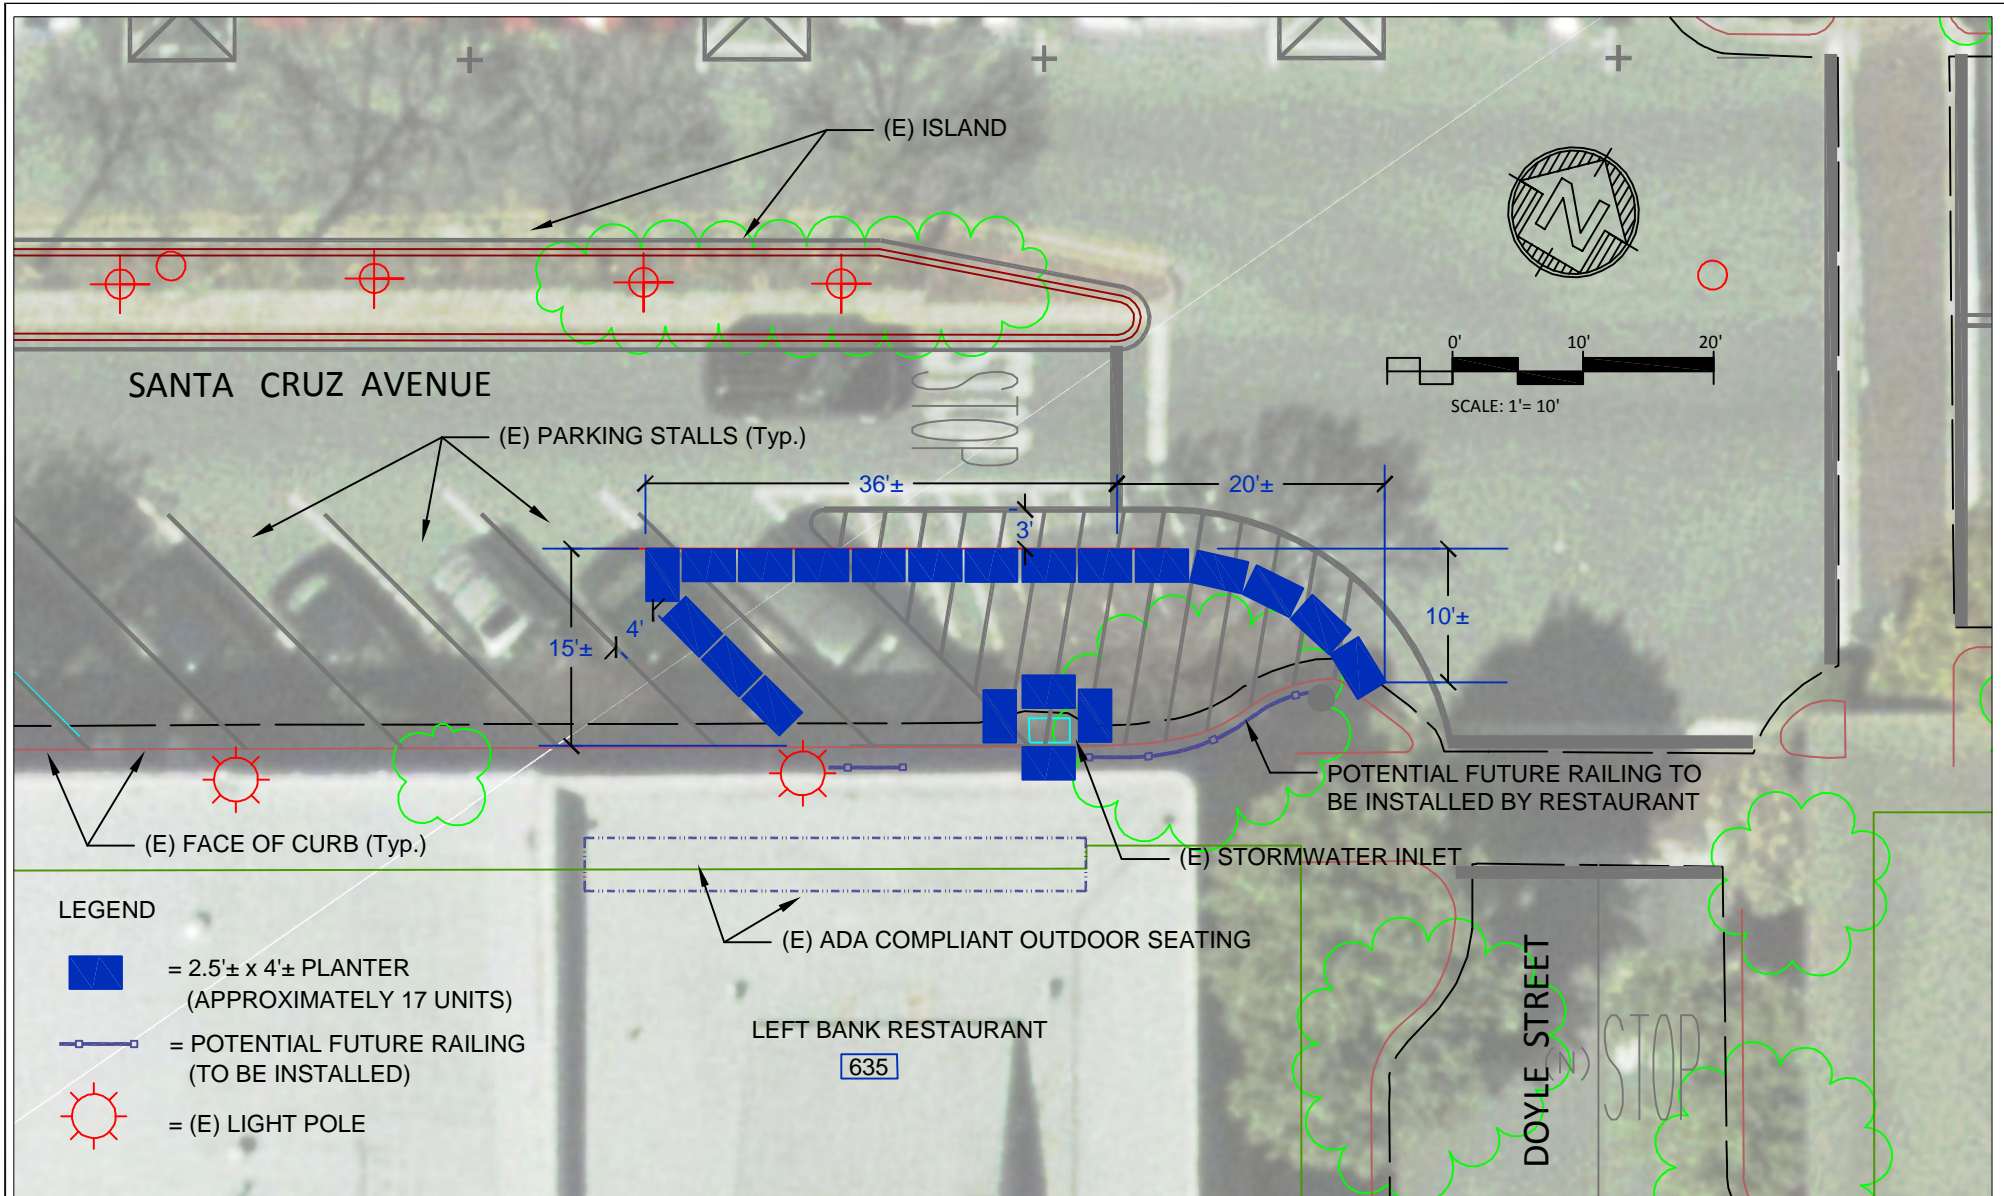 (E) ISLAND
N
0' 10' 20'
SCALE: 1'= 10'
SANTA CRUZ AVENUE
STOP
(E) PARKING STALLS (Typ.)
36'±
20'±
3'
10'±
4'
15'±
POTENTIAL FUTURE RAILING TO
BE INSTALLED BY RESTAURANT
(E) FACE OF CURB (Typ.)
(E) STORMWATER INLET
LEGEND
(E) ADA COMPLIANT OUTDOOR SEATING
= 2.5'± x 4'± PLANTER
(APPROXIMATELY 17 UNITS)
LEFT BANK RESTAURANT
635
= POTENTIAL FUTURE RAILING
(TO BE INSTALLED)
= (E) LIGHT POLE
DOYLE STREET
(N)
STOP